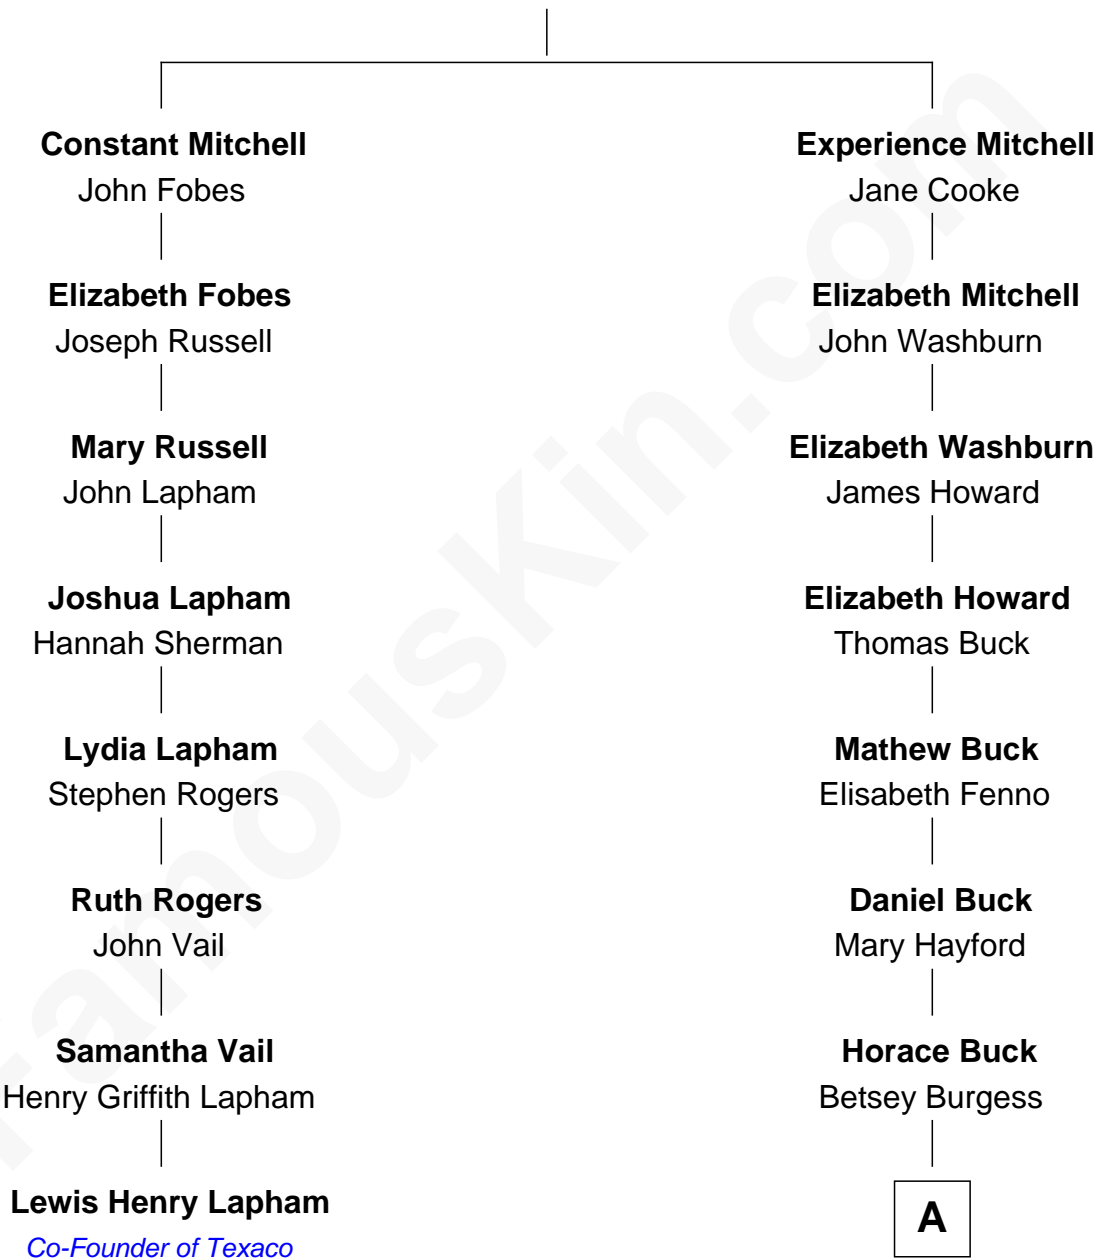 Constant Mitchell
John Fobes
Elizabeth Fobes
Joseph Russell
Mary Russell
John Lapham
Joshua Lapham
Hannah Sherman
Lydia Lapham
Stephen Rogers
Ruth Rogers
John Vail
Samantha Vail
Henry Griffith Lapham
Lewis Henry Lapham
Co-Founder of Texaco
Experience Mitchell
Jane Cooke
Elizabeth Mitchell
John Washburn
Elizabeth Washburn
James Howard
Elizabeth Howard
Thomas Buck
Mathew Buck
Elisabeth Fenno
Daniel Buck
Mary Hayford
Horace Buck
Betsey Burgess
A
FamousKin.com